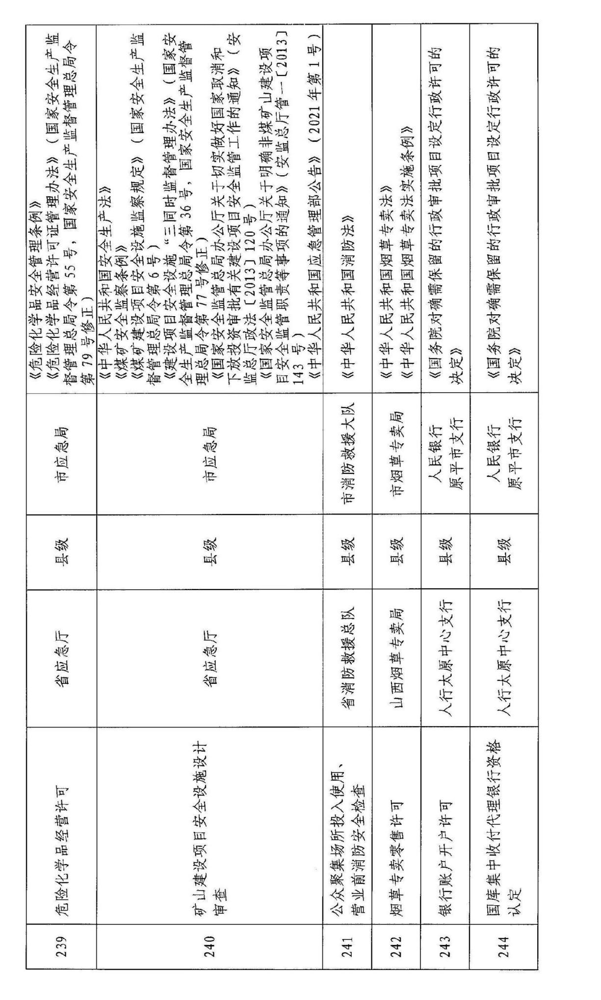 239
危险化学品经营许可
省应急厅
县级
市应急局
《危险化学品安全管理条例》
《危险化学品经营许可证管理办法》（国家安全生产监
督管理总局令第 55 号，国家安全生产监督管理总局令
第 79 号修正）
240
矿山建设项目安全设施设计
审查
省应急厅
县级
市应急局
《中华人民共和国安全生产法》
《煤矿安全监察条例》
《煤矿建设项目安全设施监察规定》（国家安全生产监
督管理总局令第 6 号）
《建设项目安全设施“三同时监督管理办法》（国家安
全生产监督管理总局令第 36 号，国家安全生产监督管
理总局令第 77 号修正）
《国家安全监管总局办公厅关于切实做好国家取消和
下放投资审批有关建设项目安全监管工作的通知》（安
监总厅政法〔2013〕120 号）
《国家安全监管总局办公厅关于明确非煤矿山建设项
目安全监管职责等事项的通知》（安监总厅管一〔2013〕
143 号）
《中华人民共和国应急管理部公告》（2021 年第 1 号）
241
公众聚集场所投入使用、
营业前消防安全检查
省消防救援总队
县级
市消防救援大队
《中华人民共和国消防法》
242
烟草专卖零售许可
山西烟草专卖局
县级
市烟草专卖局
《中华人民共和国烟草专卖法》
《中华人民共和国烟草专卖法实施条例》
243
银行账户开户许可
人行太原中心支行
县级
人民银行
原平市支行
《国务院对确需保留的行政审批项目设定行政许可的
决定》
244
国库集中收付代理银行资格
认定
人行太原中心支行
县级
人民银行
原平市支行
《国务院对确需保留的行政审批项目设定行政许可的
决定》